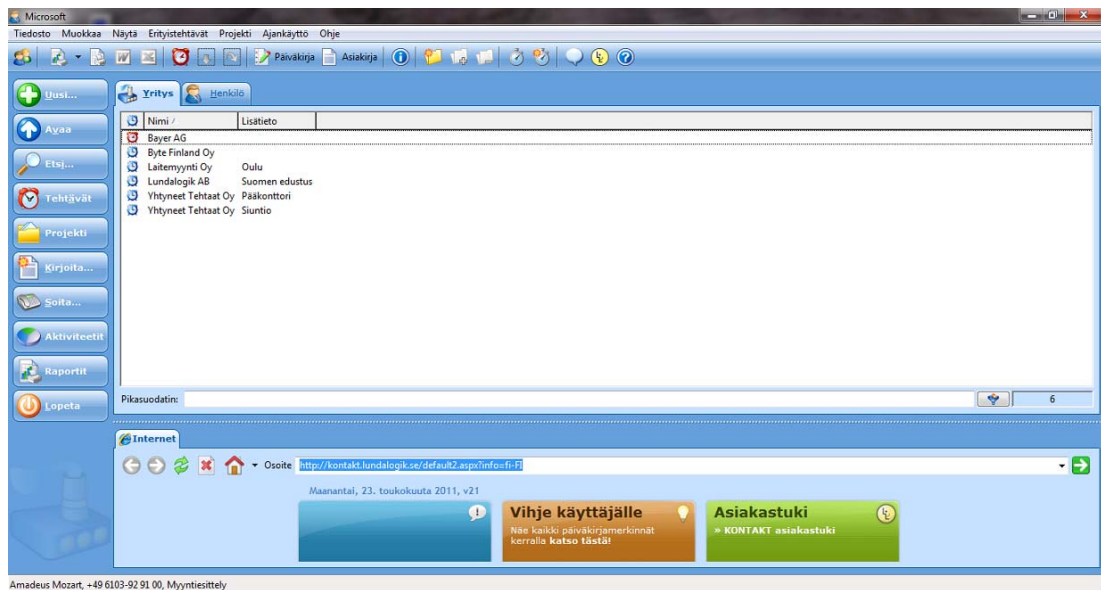 Microsoft
Tiedosto Muokkaa Näytä Erityistehtävät Projekti Ajankäyttö Ohje
Päiväkirja Asiakirja
Uusi...
Avaa
Etsi...
Tehtävät
Projekti
Kirjoita...
Soita...
Aktiviteetit
Raportit
Lopeta
Yritys Henkilö
Nimi Lisätieto
Bayer AG
Byte Finland Oy
Laitemyynti Oy Oulu
Lundalogik AB Suomen edustus
Yhtyneet Tehtaat Oy Pääkonttori
Yhtyneet Tehtaat Oy Siuntio
Pikasuodatin: 6
Internet
Osoite http://kontakt.lundalogik.se/default2.aspx?info=fi-FI
Maanantai, 23. toukokuuta 2011, v21
Vihje käyttäjälle
Näe kaikki päiväkirjamerkinnät
kerralla katso tästä!
Asiakastuki
» KONTAKT asiakastuki
Amadeus Mozart, +49 6103-92 91 00, Myyntiesittely